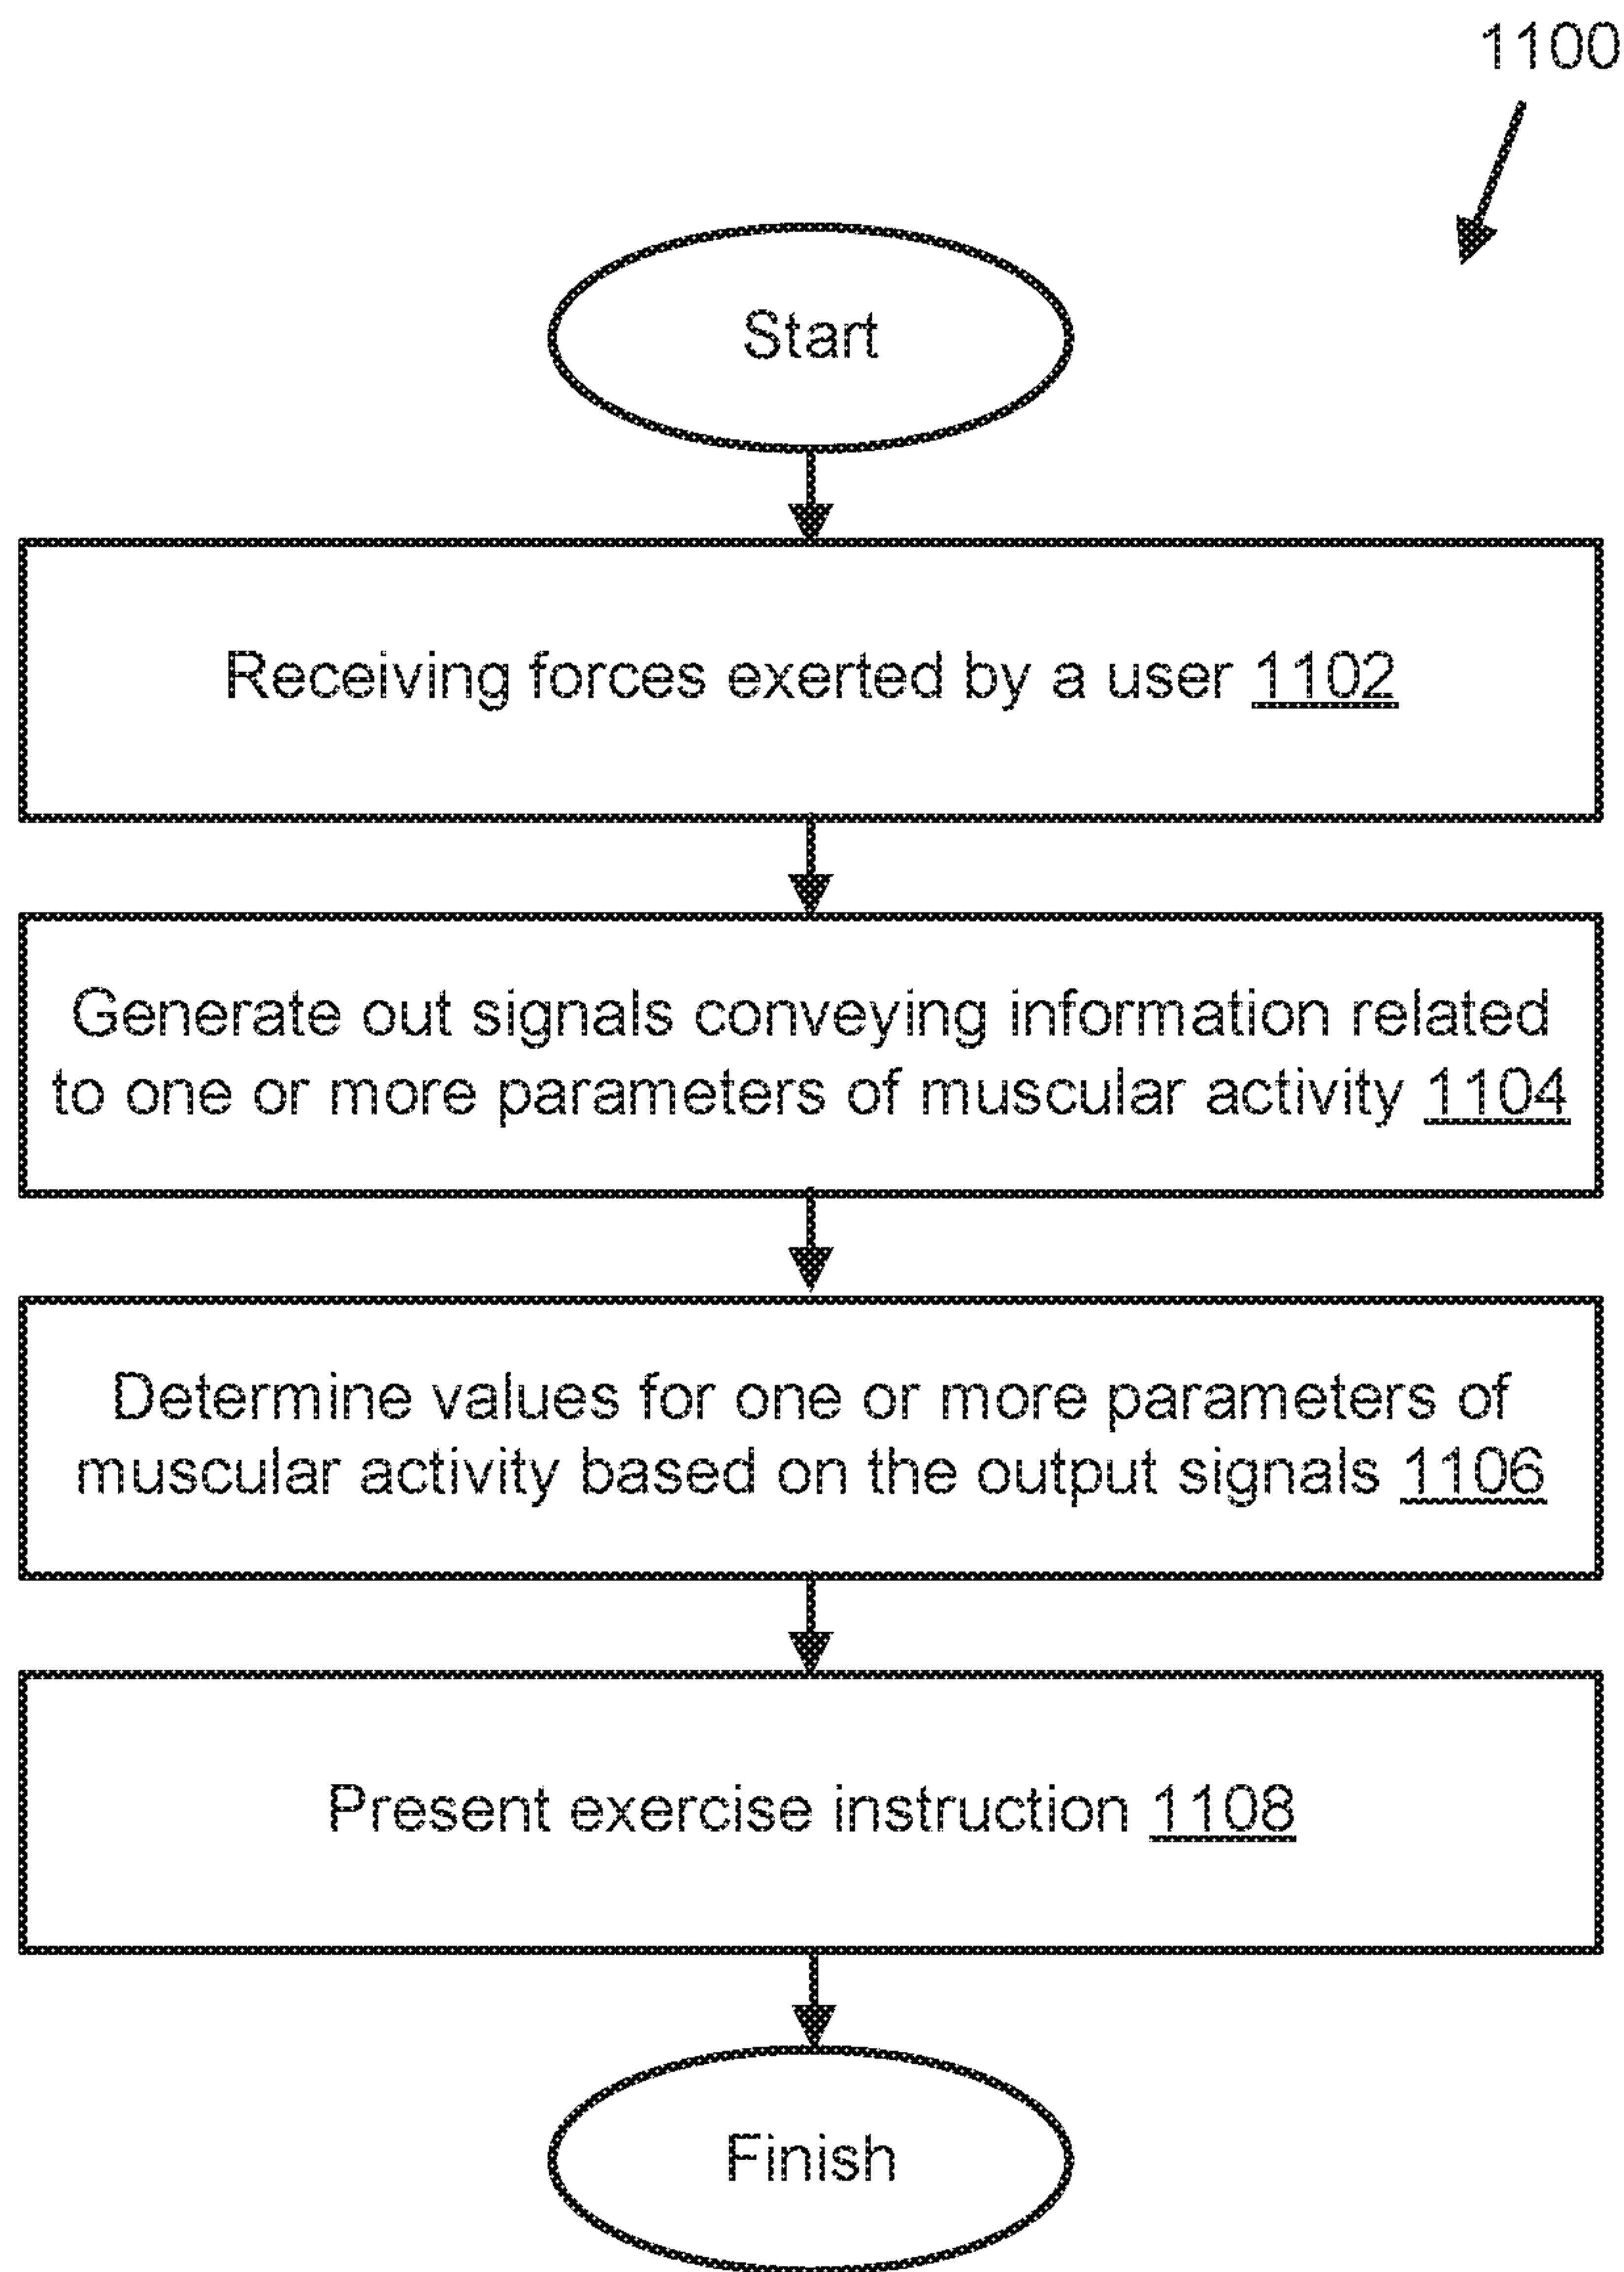 1100
Start
Receiving forces exerted by a user 1102
Generate out signals conveying information related
to one or more parameters of muscular activity 1104
Determine values for one or more parameters of
muscular activity based on the output signals 1106
Present exercise instruction 1108
Finish